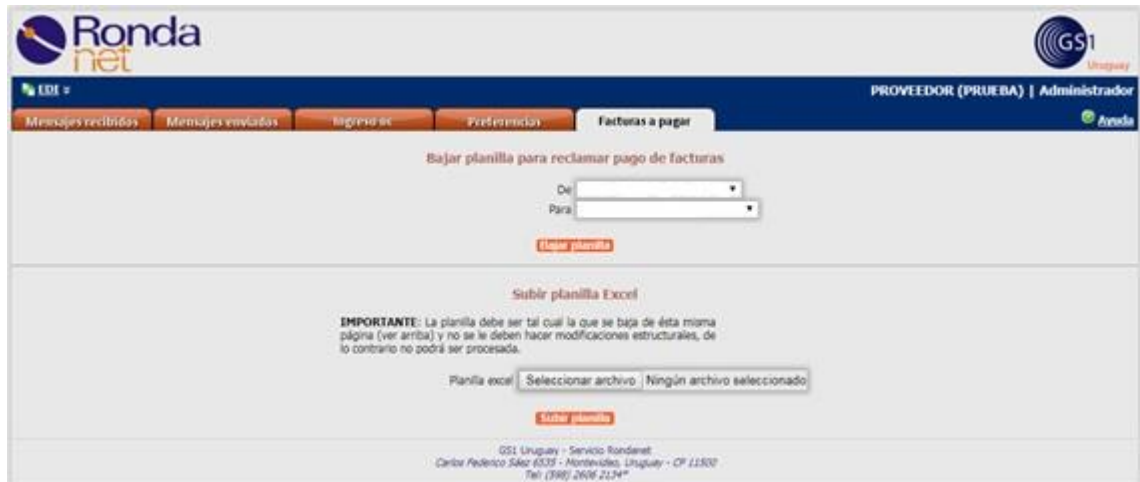 Ronda
net
GS1
Uruguay
EDI
PROVEEDOR (PRUEBA) | Administrador
Mensajes recibidos Mensajes enviados Ingreso oc Preferencias Facturas a pagar Ayuda
Bajar planilla para reclamar pago de facturas
De
Para
Bajar planilla
Subir planilla Excel
IMPORTANTE: La planilla debe ser tal cual la que se baja de ésta misma
página (ver arriba) y no se le deben hacer modificaciones estructurales, de
lo contrario no podrá ser procesada.
Planilla excel Seleccionar archivo Ningún archivo seleccionado
Subir planilla
GS1 Uruguay - Servicio Rondanet
Carlos Federico Sáez 6535 - Montevideo, Uruguay - CP 11500
Tel: (598) 2606 2134*